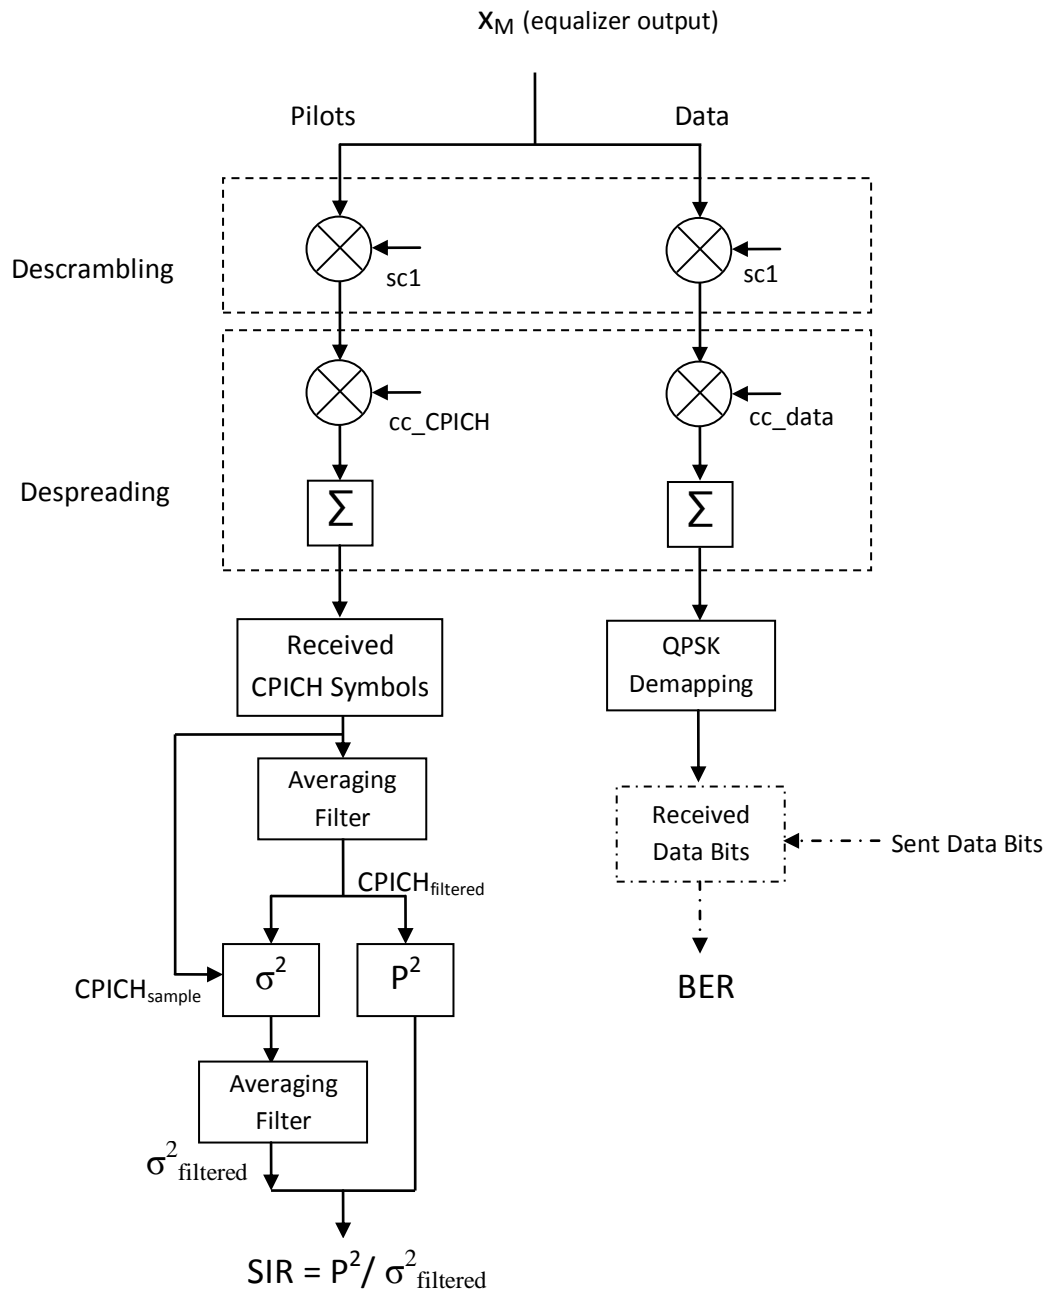 x_M (equalizer output)
Pilots
Data
Descrambling
sc1
sc1
cc_CPICH
cc_data
Despreading
Σ
Σ
Received
CPICH Symbols
QPSK
Demapping
Averaging
Filter
Received
Data Bits
Sent Data Bits
CPICH_filtered
CPICH_sample
σ²
P²
BER
Averaging
Filter
σ²_filtered
SIR = P²/ σ²_filtered